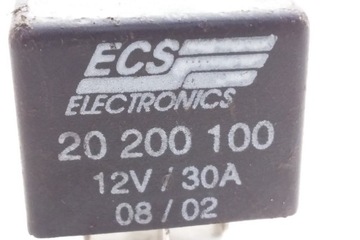 ECS
ELECTRONICS
20 200 100
12V / 30A
08 / 02